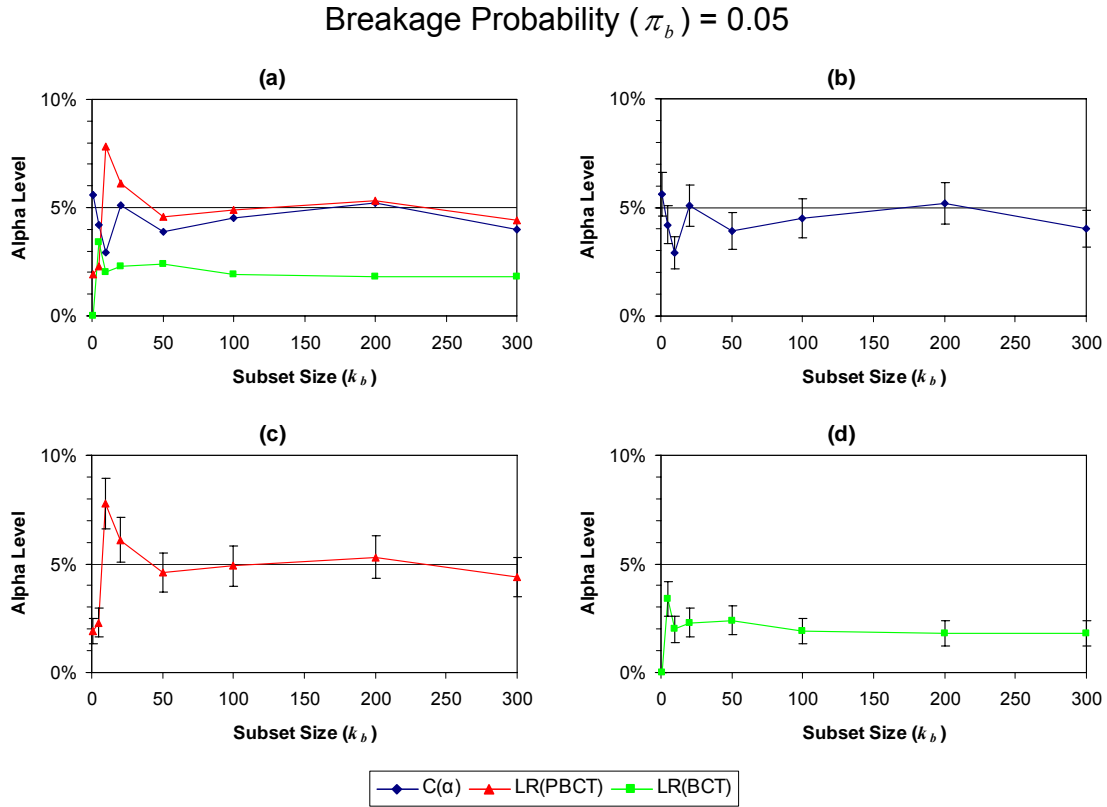 Breakage Probability (π_b) = 0.05
(a)
10%
5%
0%
Alpha Level
0 50 100 150 200 250 300
Subset Size (k_b)
(b)
10%
5%
0%
Alpha Level
0 50 100 150 200 250 300
Subset Size (k_b)
(c)
10%
5%
0%
Alpha Level
0 50 100 150 200 250 300
Subset Size (k_b)
(d)
10%
5%
0%
Alpha Level
0 50 100 150 200 250 300
Subset Size (k_b)
C(α) LR(PBCT) LR(BCT)